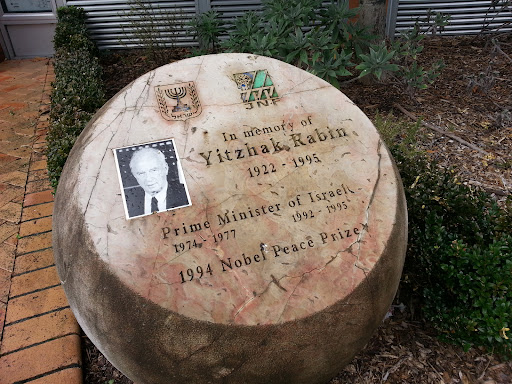 JNF
In memory of
Yitzhak Rabin
1922 - 1995
Prime Minister of Israel
1974 - 1977 1992 - 1995
1994 Nobel Peace Prize